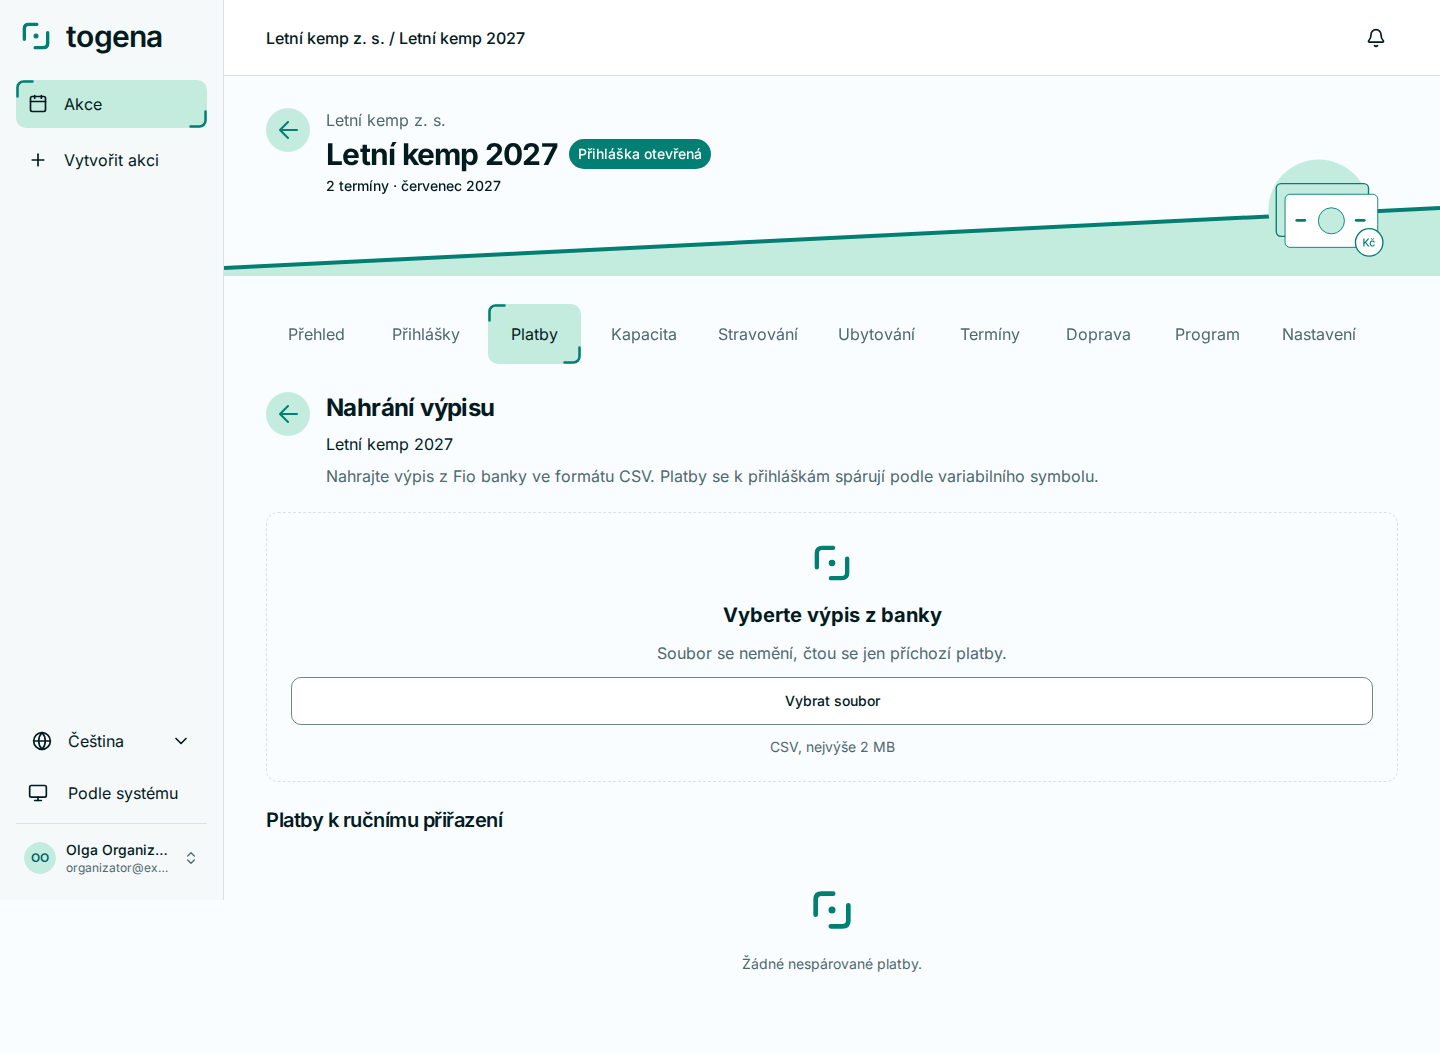 togena
Akce
Vytvořit akci
Čeština
Podle systému
OO
Olga Organiz...
organizator@ex...
Letní kemp z. s. / Letní kemp 2027
Letní kemp z. s.
Letní kemp 2027
Přihláška otevřená
2 termíny · červenec 2027
Kč
Přehled
Přihlášky
Platby
Kapacita
Stravování
Ubytování
Termíny
Doprava
Program
Nastavení
Nahrání výpisu
Letní kemp 2027
Nahrajte výpis z Fio banky ve formátu CSV. Platby se k přihláškám spárují podle variabilního symbolu.
Vyberte výpis z banky
Soubor se nemění, čtou se jen příchozí platby.
Vybrat soubor
CSV, nejvýše 2 MB
Platby k ručnímu přiřazení
Žádné nespárované platby.